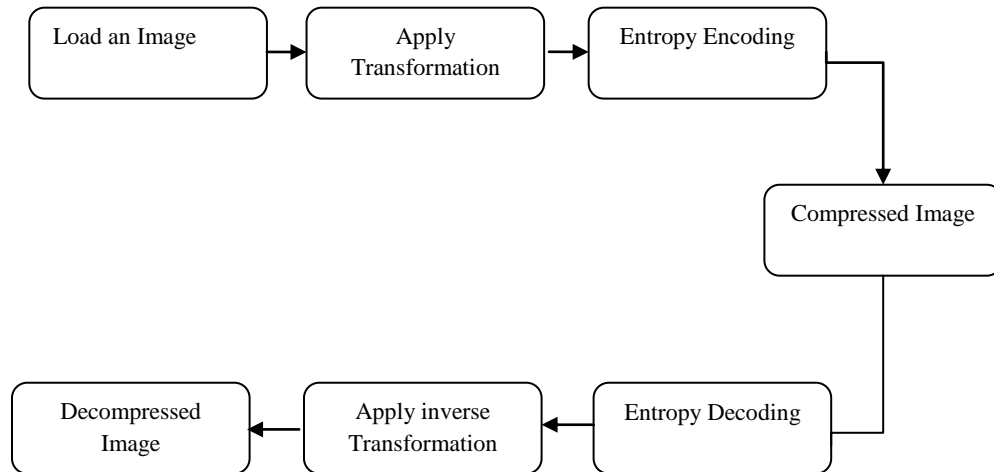 Load an Image
Apply
Transformation
Entropy Encoding
Compressed Image
Entropy Decoding
Apply inverse
Transformation
Decompressed
Image